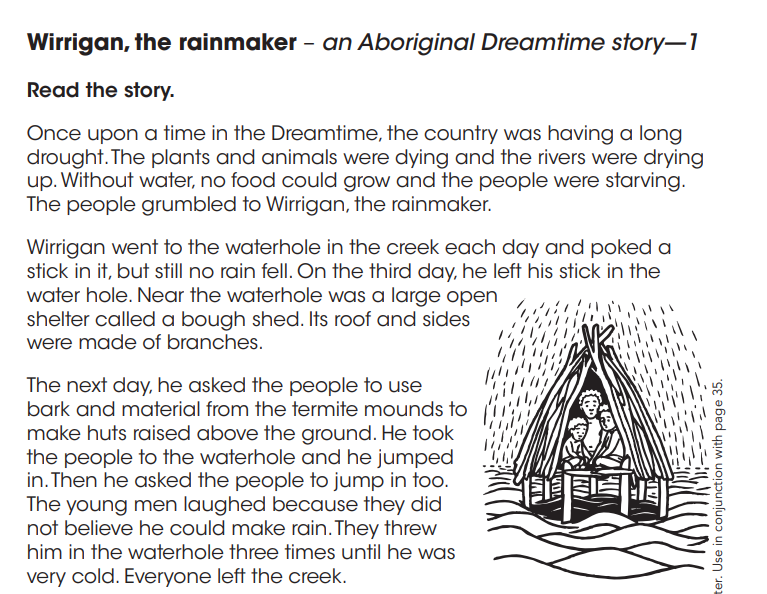 Wirrigan, the rainmaker – an Aboriginal Dreamtime story—1
Read the story.
Once upon a time in the Dreamtime, the country was having a long
drought. The plants and animals were dying and the rivers were drying
up. Without water, no food could grow and the people were starving.
The people grumbled to Wirrigan, the rainmaker.
Wirrigan went to the waterhole in the creek each day and poked a
stick in it, but still no rain fell. On the third day, he left his stick in the
water hole. Near the waterhole was a large open
shelter called a bough shed. Its roof and sides
were made of branches.
The next day, he asked the people to use
bark and material from the termite mounds to
make huts raised above the ground. He took
the people to the waterhole and he jumped
in. Then he asked the people to jump in too.
The young men laughed because they did
not believe he could make rain. They threw
him in the waterhole three times until he was
very cold. Everyone left the creek.
ter. Use in conjunction with page 35.